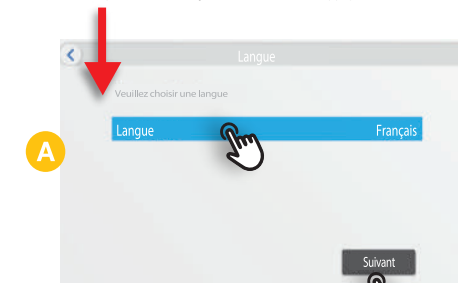 Langue
Veuillez choisir une langue
Langue Français
A
Suivant